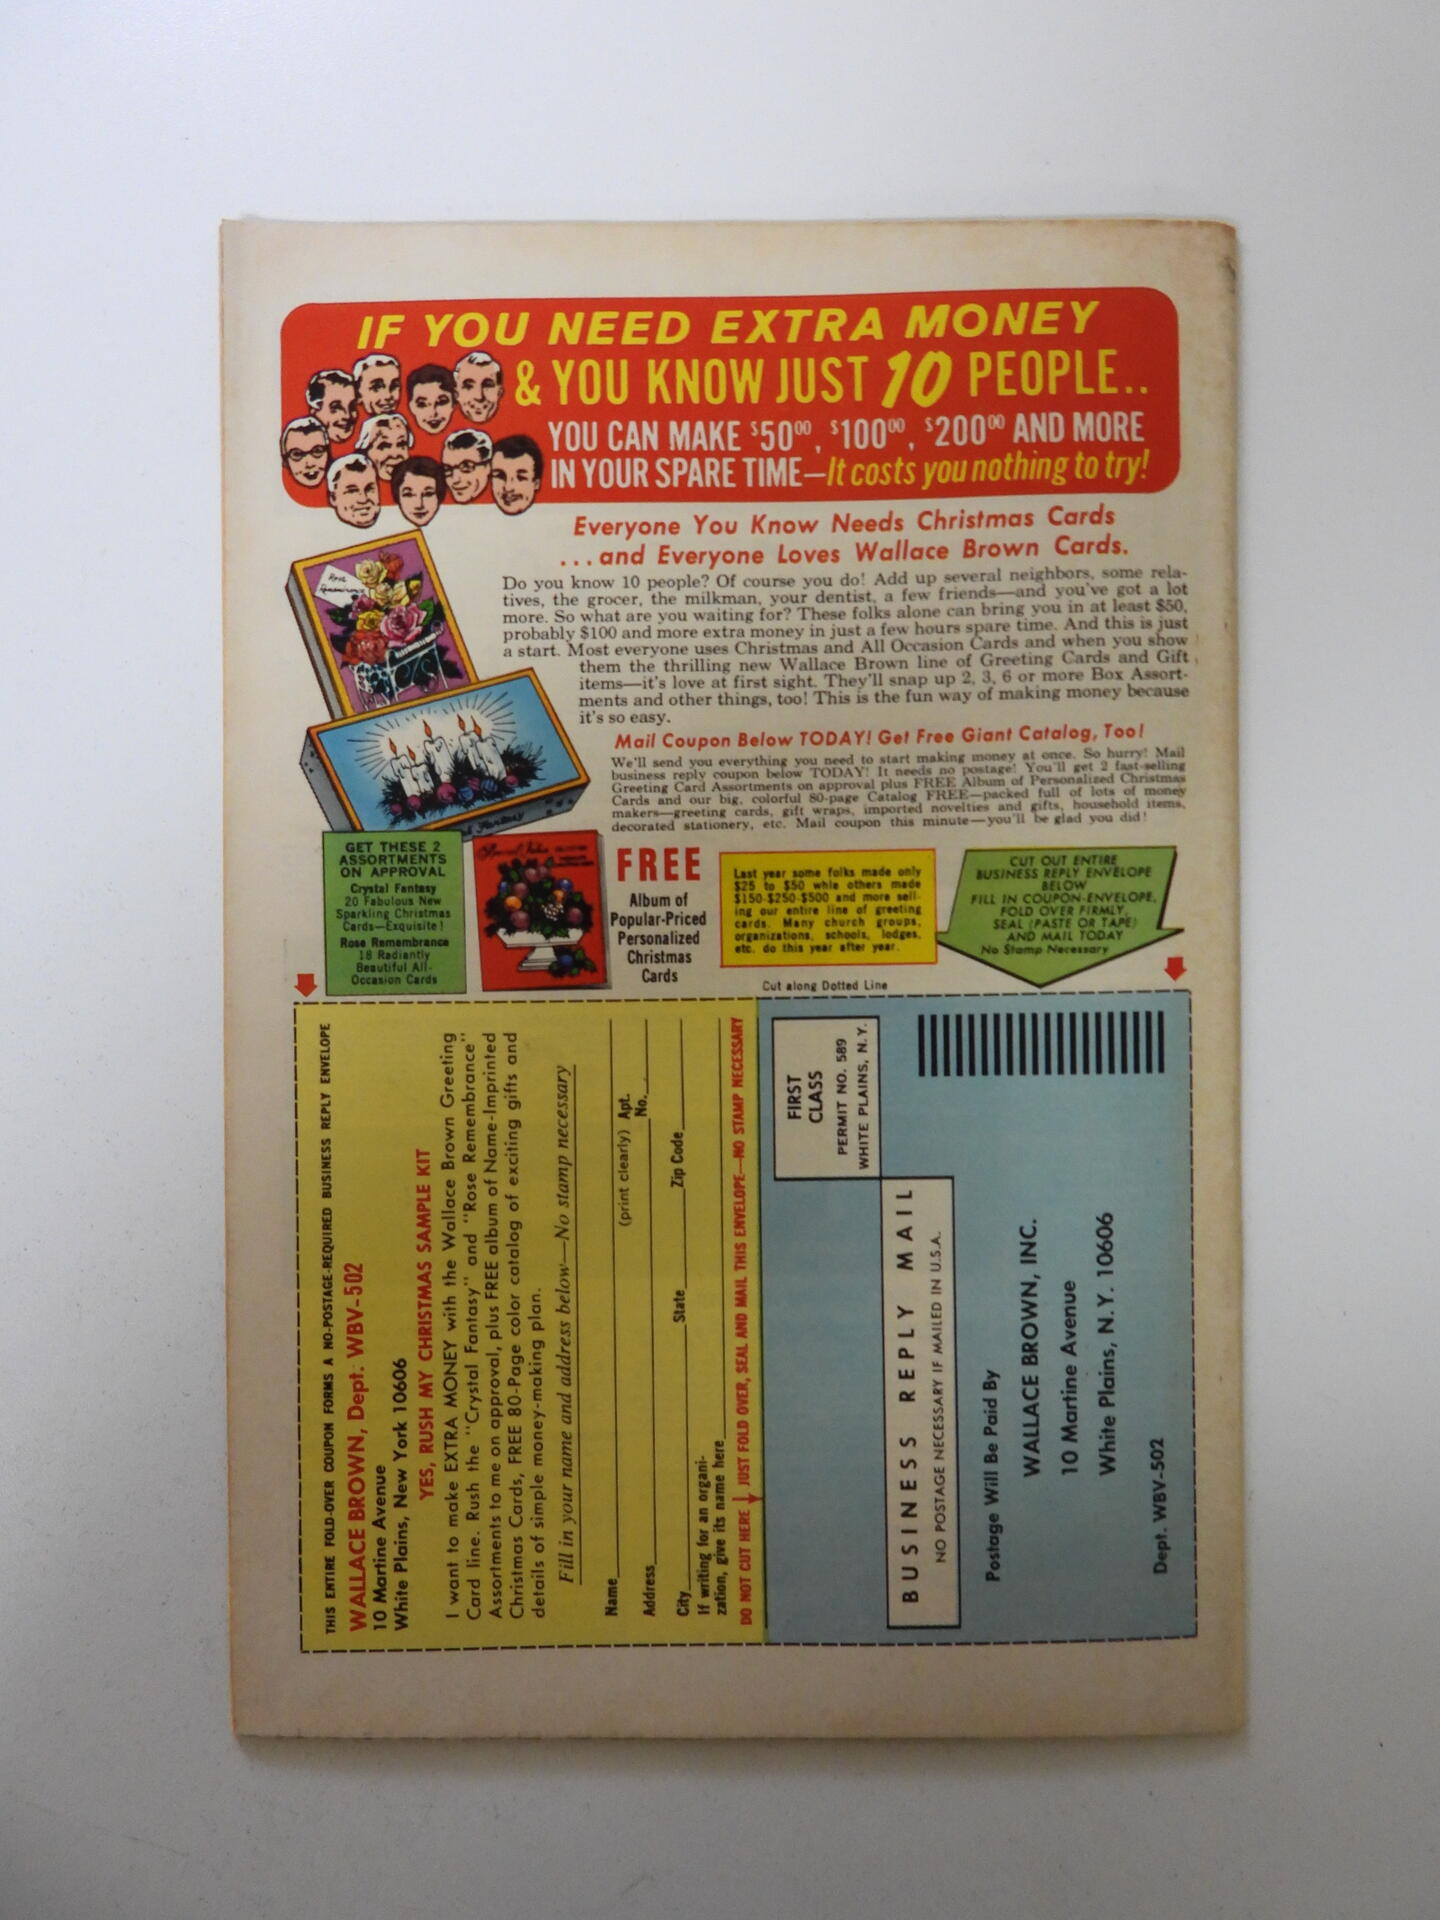 IF YOU NEED EXTRA MONEY
& YOU KNOW JUST 10 PEOPLE..
YOU CAN MAKE $50⁰⁰, $100⁰⁰, $200⁰⁰ AND MORE
IN YOUR SPARE TIME—It costs you nothing to try!
Everyone You Know Needs Christmas Cards
...and Everyone Loves Wallace Brown Cards.
Do you know 10 people? Of course you do! Add up several neighbors, some rela-
tives, the grocer, the milkman, your dentist, a few friends—and you've got a lot
more. So what are you waiting for? These folks alone can bring you in at least $50,
probably $100 and more extra money in just a few hours spare time. And this is just
a start. Most everyone uses Christmas and All Occasion Cards and when you show
them the thrilling new Wallace Brown line of Greeting Cards and Gift
items—it's love at first sight. They'll snap up 2, 3, 6 or more Box Assort-
ments and other things, too! This is the fun way of making money because
it's so easy.
Rose
Remembrance
Mail Coupon Below TODAY! Get Free Giant Catalog, Too!
We'll send you everything you need to start making money at once. So hurry! Mail
business reply coupon below TODAY! It needs no postage! You'll get 2 fast-selling
Greeting Card Assortments on approval plus FREE Album of Personalized Christmas
Cards and our big, colorful 80-page Catalog FREE—packed full of lots of money
makers—greeting cards, gift wraps, imported novelties and gifts, household items,
decorated stationery, etc. Mail coupon this minute—you'll be glad you did!
Fantasy
GET THESE 2
ASSORTMENTS
ON APPROVAL
Crystal Fantasy
20 Fabulous New
Sparkling Christmas
Cards—Exquisite!
Rose Remembrance
18 Radiantly
Beautiful All-
Occasion Cards
FREE
Album of
Popular-Priced
Personalized
Christmas
Cards
Last year some folks made only
$25 to $50 while others made
$150-$250-$500 and more sell-
ing our entire line of greeting
cards. Many church groups,
organizations, schools, lodges,
etc. do this year after year.
CUT OUT ENTIRE
BUSINESS REPLY ENVELOPE
BELOW
FILL IN COUPON-ENVELOPE,
FOLD OVER FIRMLY,
SEAL (PASTE OR TAPE)
AND MAIL TODAY
No Stamp Necessary
Cut along Dotted Line
THIS ENTIRE FOLD-OVER COUPON FORMS A NO-POSTAGE-REQUIRED BUSINESS REPLY ENVELOPE
WALLACE BROWN, Dept. WBV-502
10 Martine Avenue
White Plains, New York 10606
YES, RUSH MY CHRISTMAS SAMPLE KIT
I want to make EXTRA MONEY with the Wallace Brown Greeting
Card line. Rush the "Crystal Fantasy" and "Rose Remembrance"
Assortments to me on approval, plus FREE album of Name-Imprinted
Christmas Cards, FREE 80-Page color catalog of exciting gifts and
details of simple money-making plan.
Fill in your name and address below—No stamp necessary
Name
(print clearly)
Address Apt. No.
City State Zip Code
If writing for an organi-
zation, give its name here
DO NOT CUT HERE JUST FOLD OVER, SEAL AND MAIL THIS ENVELOPE—NO STAMP NECESSARY
FIRST
CLASS
PERMIT NO. 589
WHITE PLAINS, N.Y.
BUSINESS REPLY MAIL
NO POSTAGE NECESSARY IF MAILED IN U.S.A.
Postage Will Be Paid By
WALLACE BROWN, INC.
10 Martine Avenue
White Plains, N.Y. 10606
Dept. WBV-502